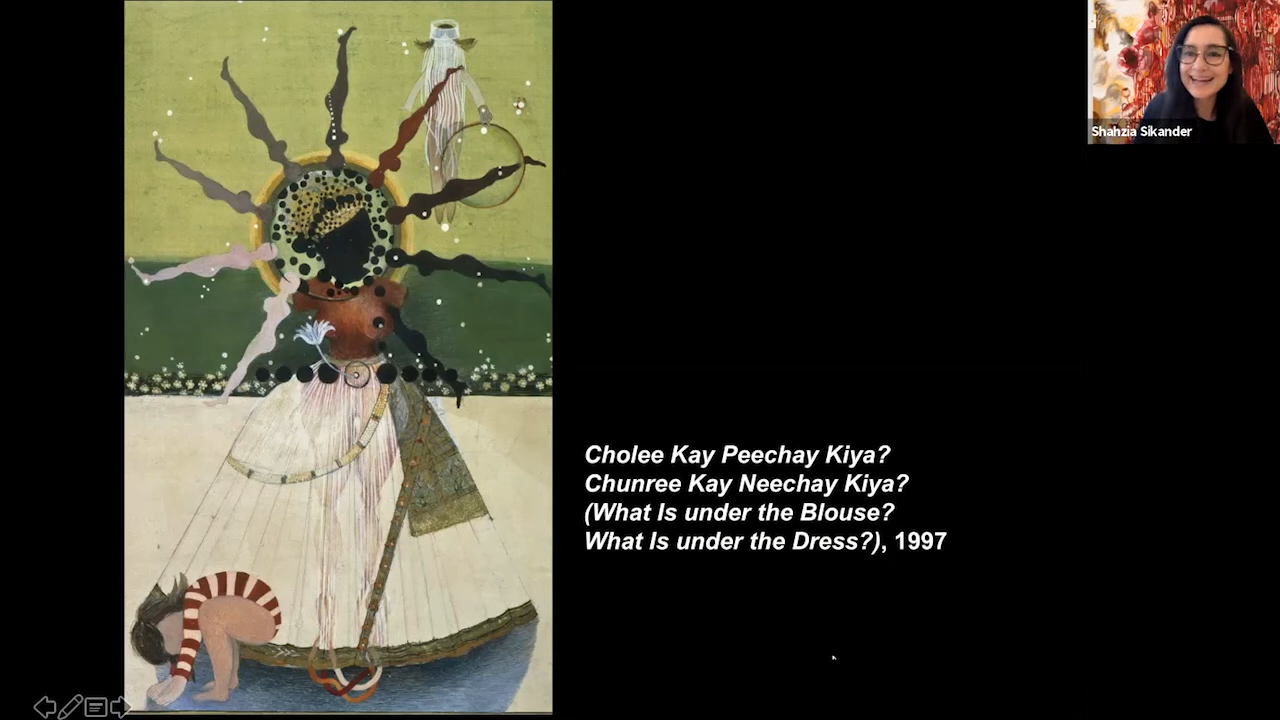 Shahzia Sikander
Cholee Kay Peechay Kiya?
Chunree Kay Neechay Kiya?
(What Is under the Blouse?
What Is under the Dress?), 1997